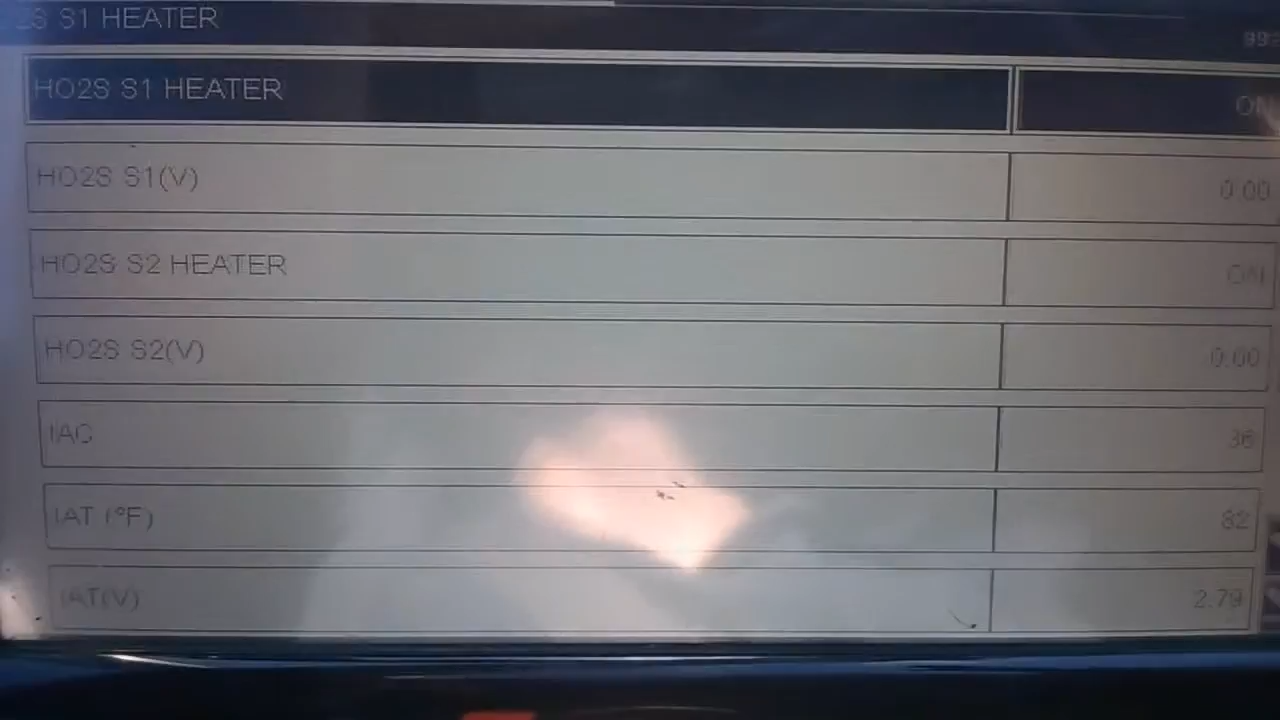 S1 HEATER
HO2S S1 HEATER ON
HO2S S1(V) 0.00
HO2S S2 HEATER ON
HO2S S2(V) 0.00
IAC 36
IAT (°F) 82
IAT(V) 2.79